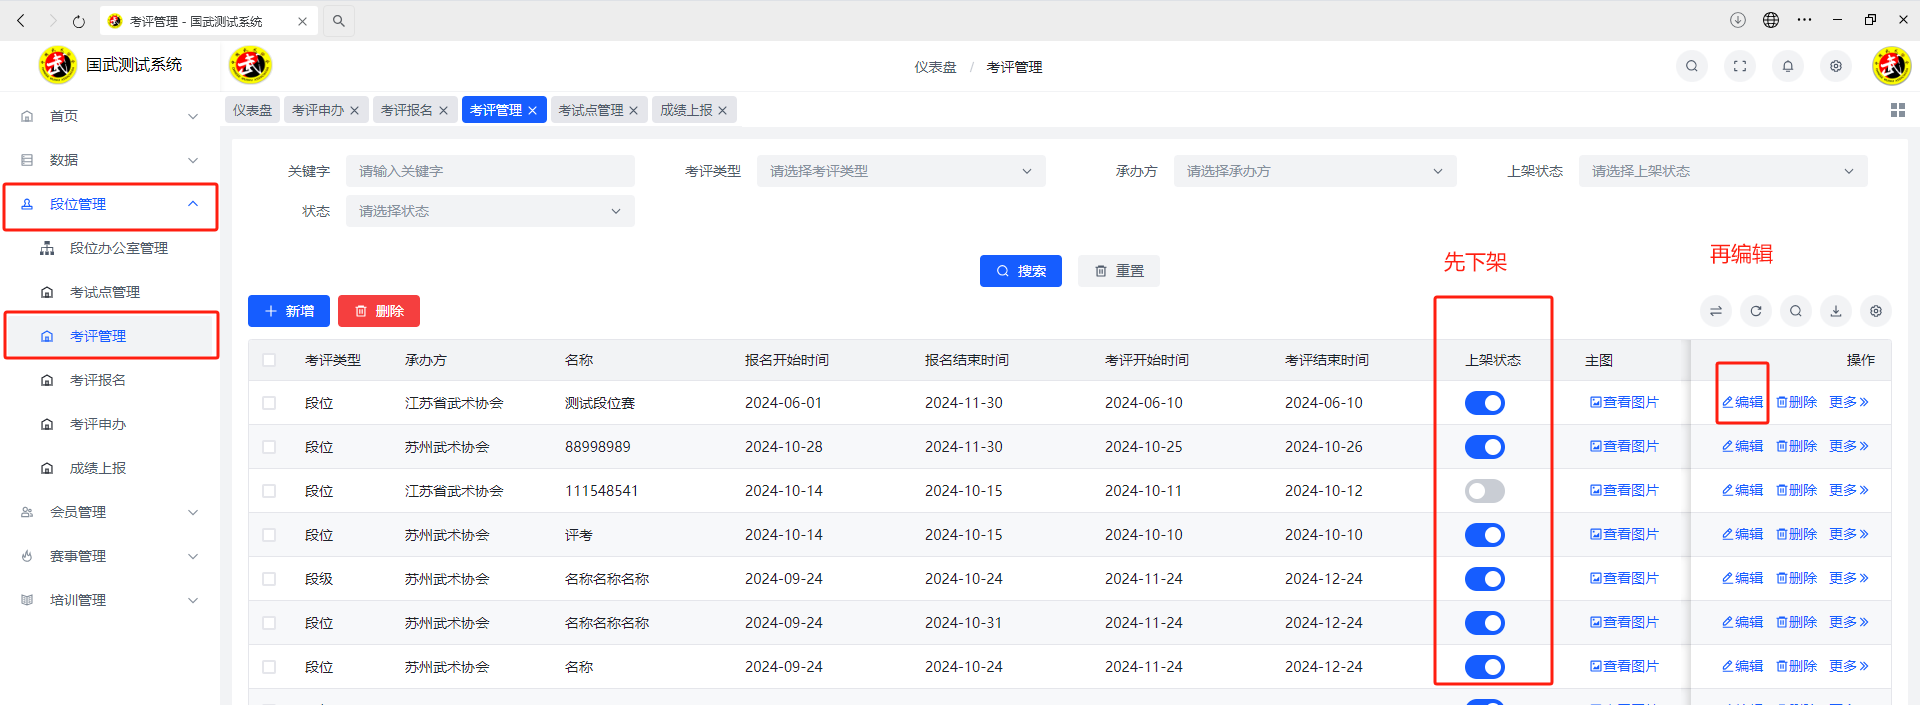 考评管理 - 国武测试系统
国武测试系统
仪表盘 / 考评管理
首页
数据
段位管理
段位办公室管理
考试点管理
考评管理
考评报名
考评申办
成绩上报
会员管理
赛事管理
培训管理
仪表盘 考评申办 考评报名 考评管理 考试点管理 成绩上报
关键字 请输入关键字 考评类型 请选择考评类型 承办方 请选择承办方 上架状态 请选择上架状态
状态 请选择状态
先下架 再编辑
搜索 重置
新增 删除
考评类型 承办方 名称 报名开始时间 报名结束时间 考评开始时间 考评结束时间 上架状态 主图 操作
段位 江苏省武术协会 测试段位赛 2024-06-01 2024-11-30 2024-06-10 2024-06-10 查看图片 编辑 删除 更多
段位 苏州武术协会 88998989 2024-10-28 2024-11-30 2024-10-25 2024-10-26 查看图片 编辑 删除 更多
段位 江苏省武术协会 111548541 2024-10-14 2024-10-15 2024-10-11 2024-10-12 查看图片 编辑 删除 更多
段位 苏州武术协会 评考 2024-10-14 2024-10-15 2024-10-10 2024-10-10 查看图片 编辑 删除 更多
段级 苏州武术协会 名称名称名称 2024-09-24 2024-10-24 2024-11-24 2024-12-24 查看图片 编辑 删除 更多
段位 苏州武术协会 名称名称名称 2024-09-24 2024-10-31 2024-11-24 2024-12-24 查看图片 编辑 删除 更多
段位 苏州武术协会 名称 2024-09-24 2024-10-24 2024-11-24 2024-12-24 查看图片 编辑 删除 更多